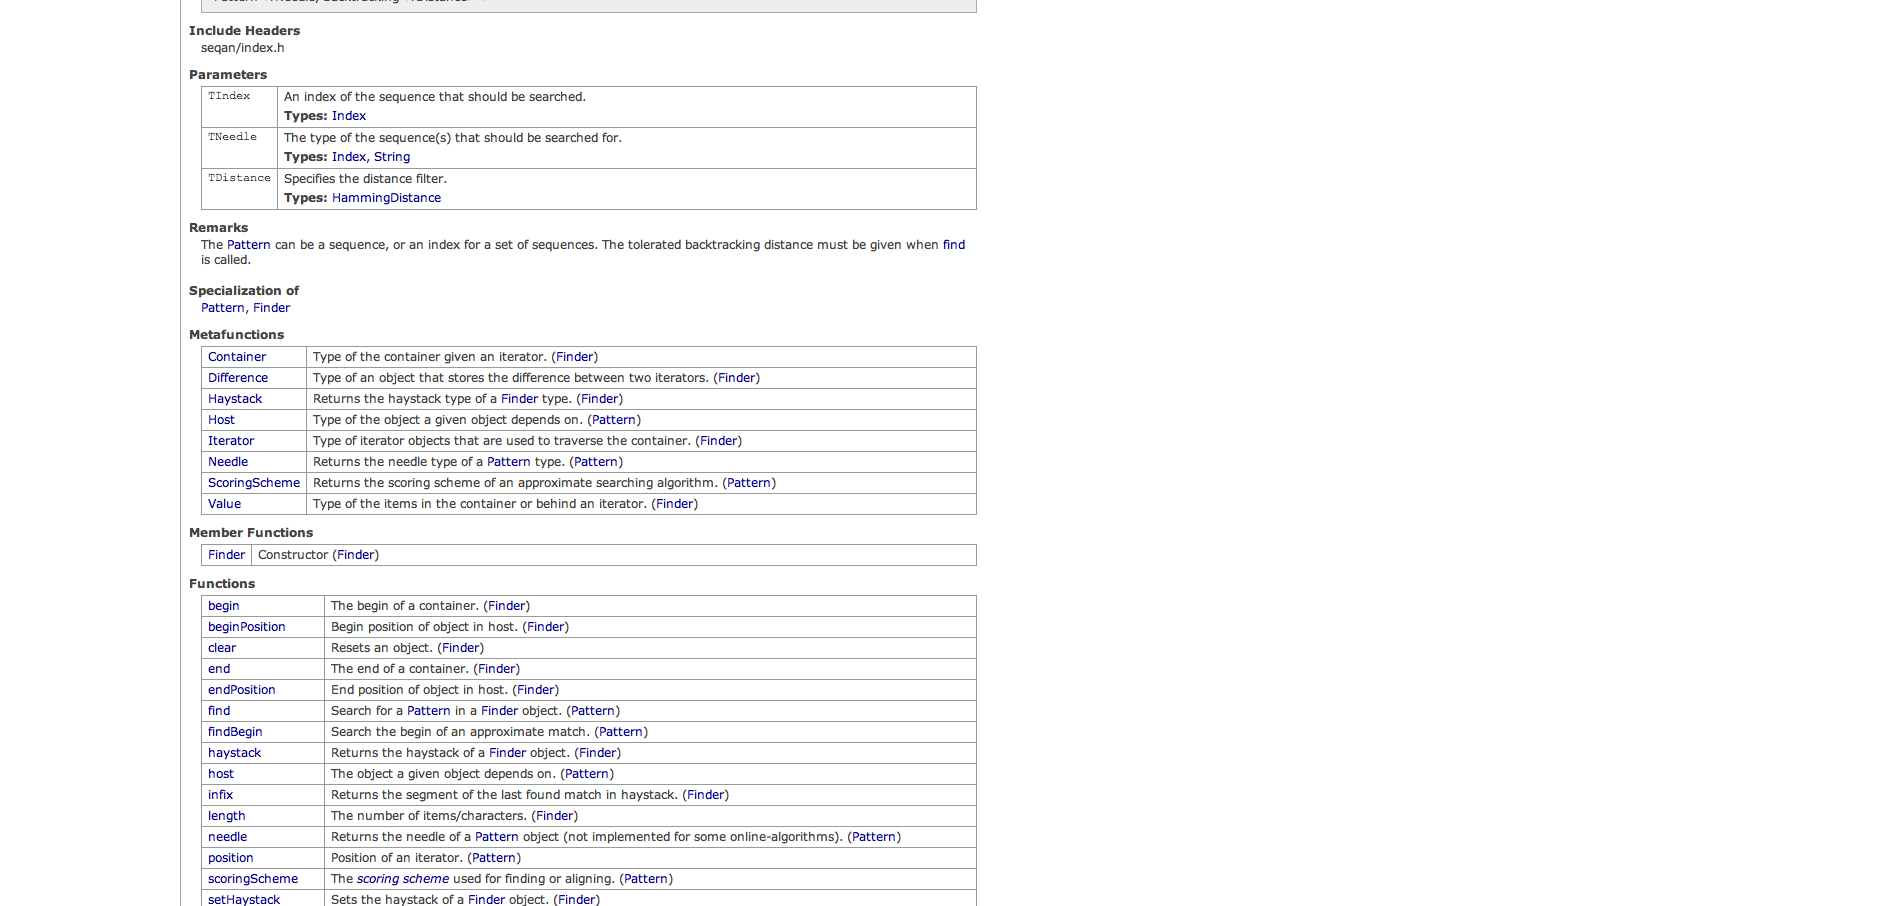 Include Headers
seqan/index.h
Parameters
TIndex An index of the sequence that should be searched.
Types: Index
TNeedle The type of the sequence(s) that should be searched for.
Types: Index, String
TDistance Specifies the distance filter.
Types: HammingDistance
Remarks
The Pattern can be a sequence, or an index for a set of sequences. The tolerated backtracking distance must be given when find
is called.
Specialization of
Pattern, Finder
Metafunctions
Container Type of the container given an iterator. (Finder)
Difference Type of an object that stores the difference between two iterators. (Finder)
Haystack Returns the haystack type of a Finder type. (Finder)
Host Type of the object a given object depends on. (Pattern)
Iterator Type of iterator objects that are used to traverse the container. (Finder)
Needle Returns the needle type of a Pattern type. (Pattern)
ScoringScheme Returns the scoring scheme of an approximate searching algorithm. (Pattern)
Value Type of the items in the container or behind an iterator. (Finder)
Member Functions
Finder Constructor (Finder)
Functions
begin The begin of a container. (Finder)
beginPosition Begin position of object in host. (Finder)
clear Resets an object. (Finder)
end The end of a container. (Finder)
endPosition End position of object in host. (Finder)
find Search for a Pattern in a Finder object. (Pattern)
findBegin Search the begin of an approximate match. (Pattern)
haystack Returns the haystack of a Finder object. (Finder)
host The object a given object depends on. (Pattern)
infix Returns the segment of the last found match in haystack. (Finder)
length The number of items/characters. (Finder)
needle Returns the needle of a Pattern object (not implemented for some online-algorithms). (Pattern)
position Position of an iterator. (Pattern)
scoringScheme The scoring scheme used for finding or aligning. (Pattern)
setHaystack Sets the haystack of a Finder object. (Finder)